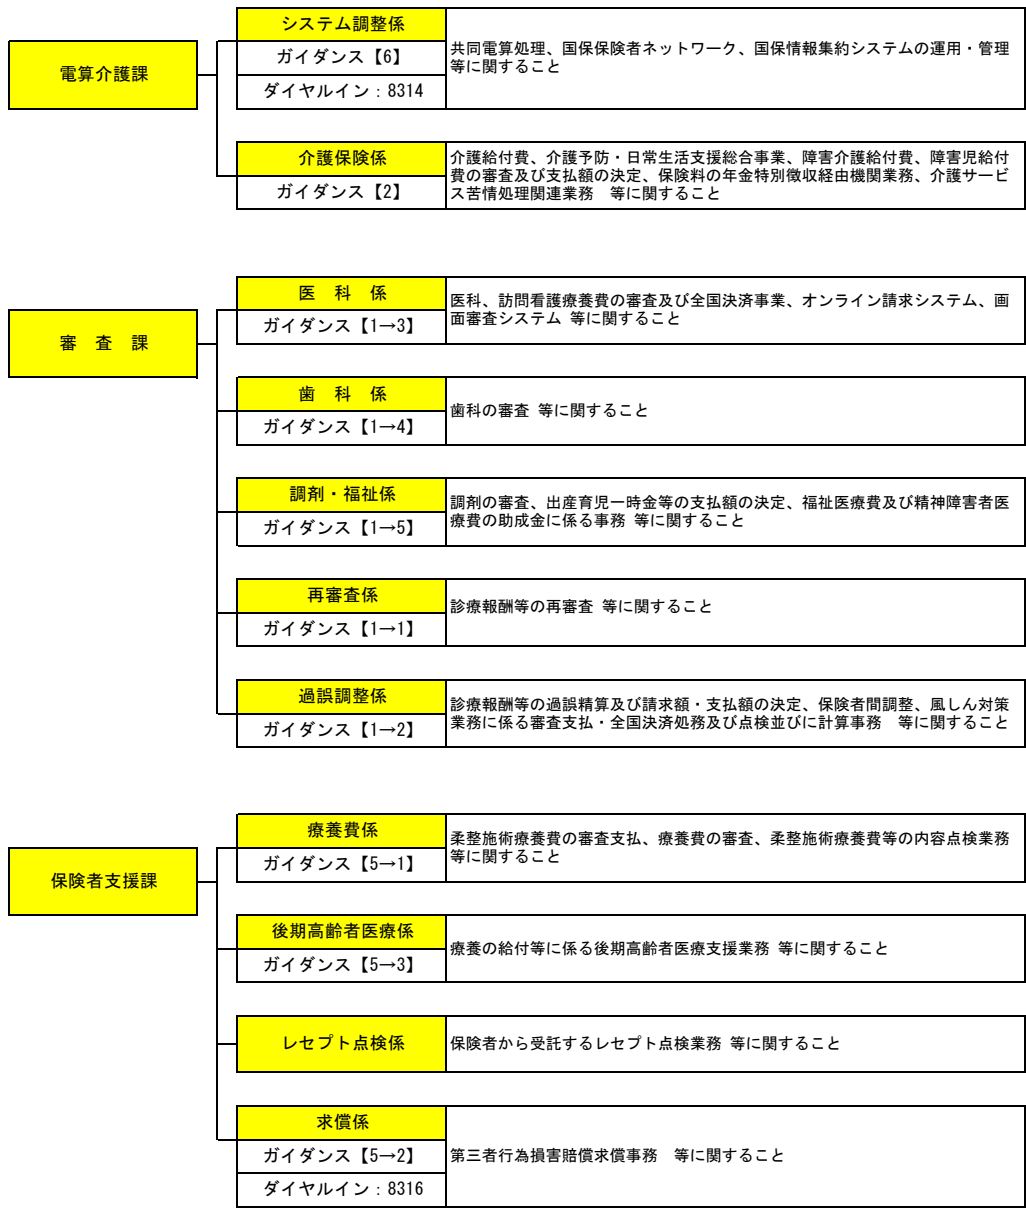 電算介護課
システム調整係
ガイダンス【6】
ダイヤルイン：8314
共同電算処理、国保保険者ネットワーク、国保情報集約システムの運用・管理
等に関すること
介護保険係
ガイダンス【2】
介護給付費、介護予防・日常生活支援総合事業、障害介護給付費、障害児給付
費の審査及び支払額の決定、保険料の年金特別徴収経由機関業務、介護サービ
ス苦情処理関連業務　等に関すること
審　査　課
医　科　係
ガイダンス【1→3】
医科、訪問看護療養費の審査及び全国決済事業、オンライン請求システム、画
面審査システム 等に関すること
歯　科　係
ガイダンス【1→4】
歯科の審査 等に関すること
調剤・福祉係
ガイダンス【1→5】
調剤の審査、出産育児一時金等の支払額の決定、福祉医療費及び精神障害者医
療費の助成金に係る事務 等に関すること
再審査係
ガイダンス【1→1】
診療報酬等の再審査 等に関すること
過誤調整係
ガイダンス【1→2】
診療報酬等の過誤精算及び請求額・支払額の決定、保険者間調整、風しん対策
業務に係る審査支払・全国決済処務及び点検並びに計算事務　等に関すること
保険者支援課
療養費係
ガイダンス【5→1】
柔整施術療養費の審査支払、療養費の審査、柔整施術療養費等の内容点検業務
等に関すること
後期高齢者医療係
ガイダンス【5→3】
療養の給付等に係る後期高齢者医療支援業務 等に関すること
レセプト点検係
保険者から受託するレセプト点検業務 等に関すること
求償係
ガイダンス【5→2】
ダイヤルイン：8316
第三者行為損害賠償求償事務　等に関すること